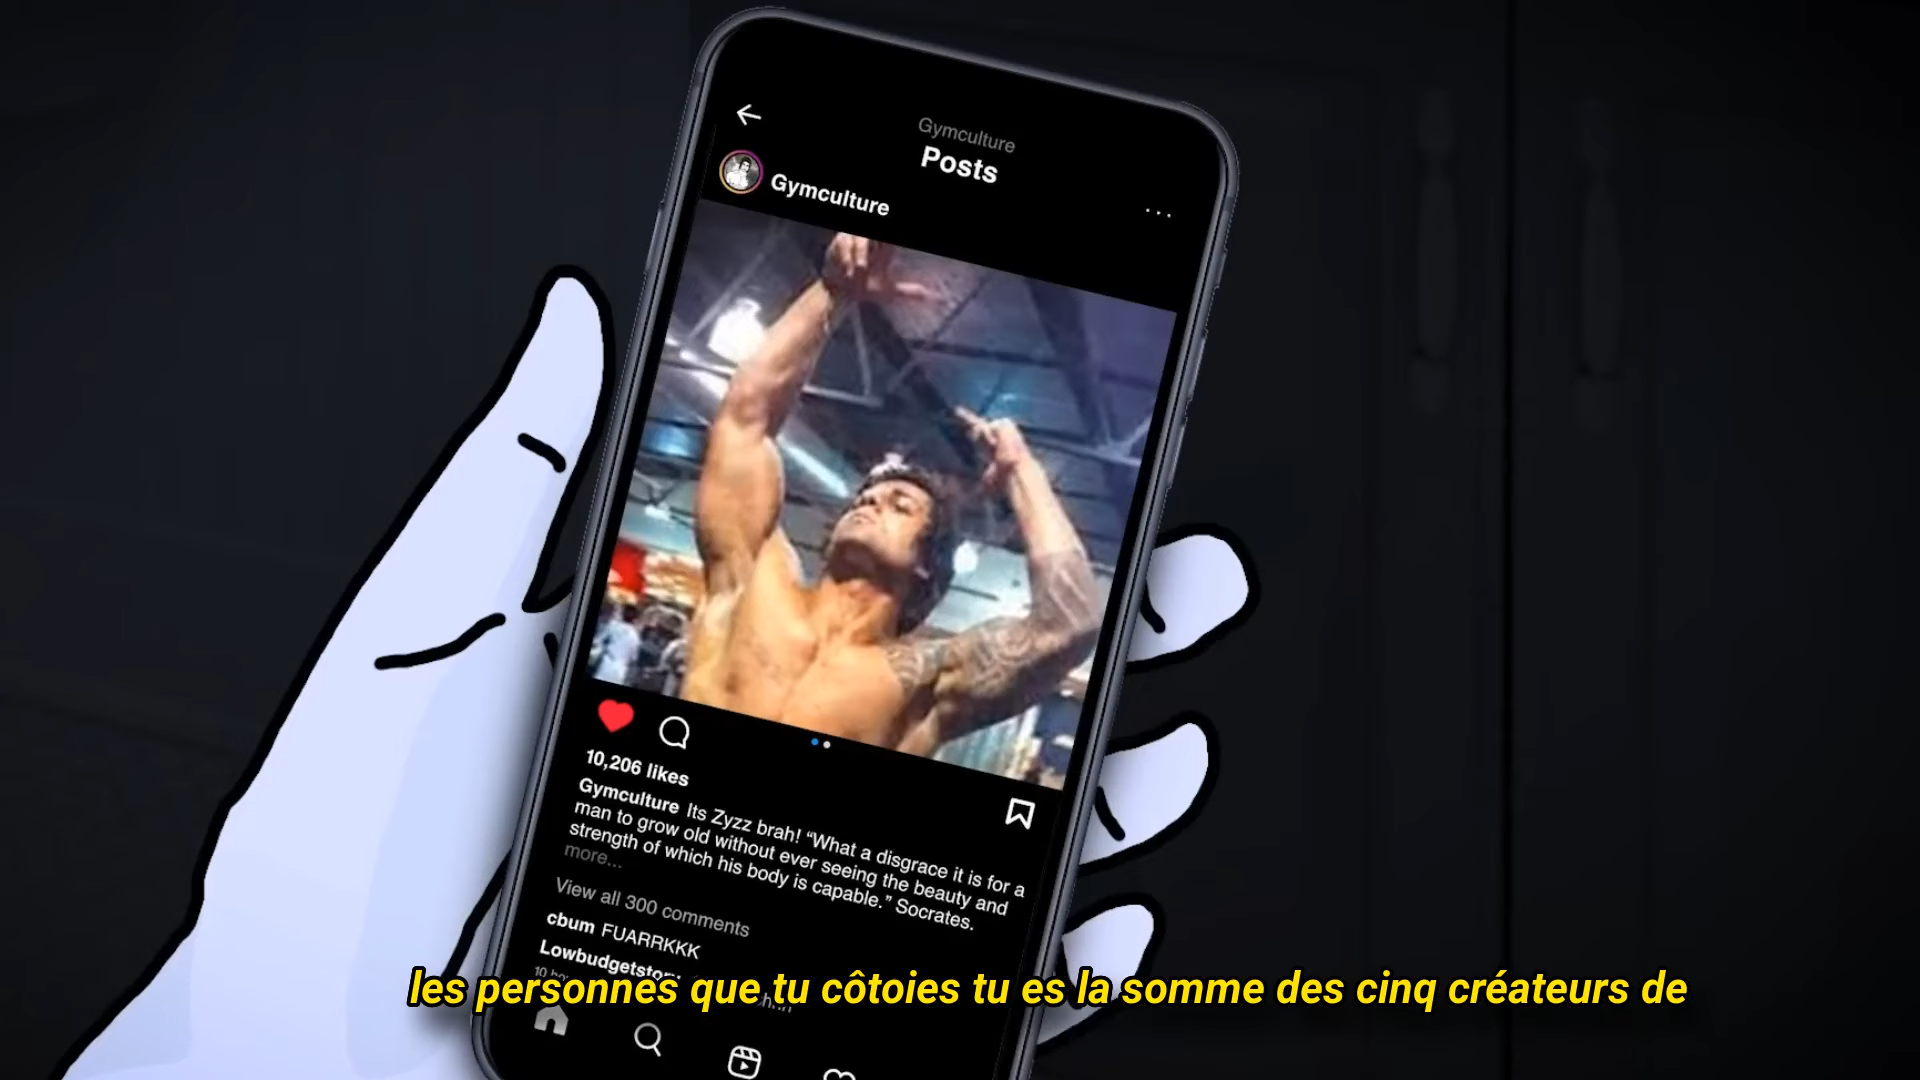 Gymculture
Posts
Gymculture
10,206 likes
Gymculture Its Zyzz brah! “What a disgrace it is for a
man to grow old without ever seeing the beauty and
strength of which his body is capable.” Socrates.
more...
View all 300 comments
cbum FUARRKKK
Lowbudgetstory
les personnes que tu côtoies tu es la somme des cinq créateurs de